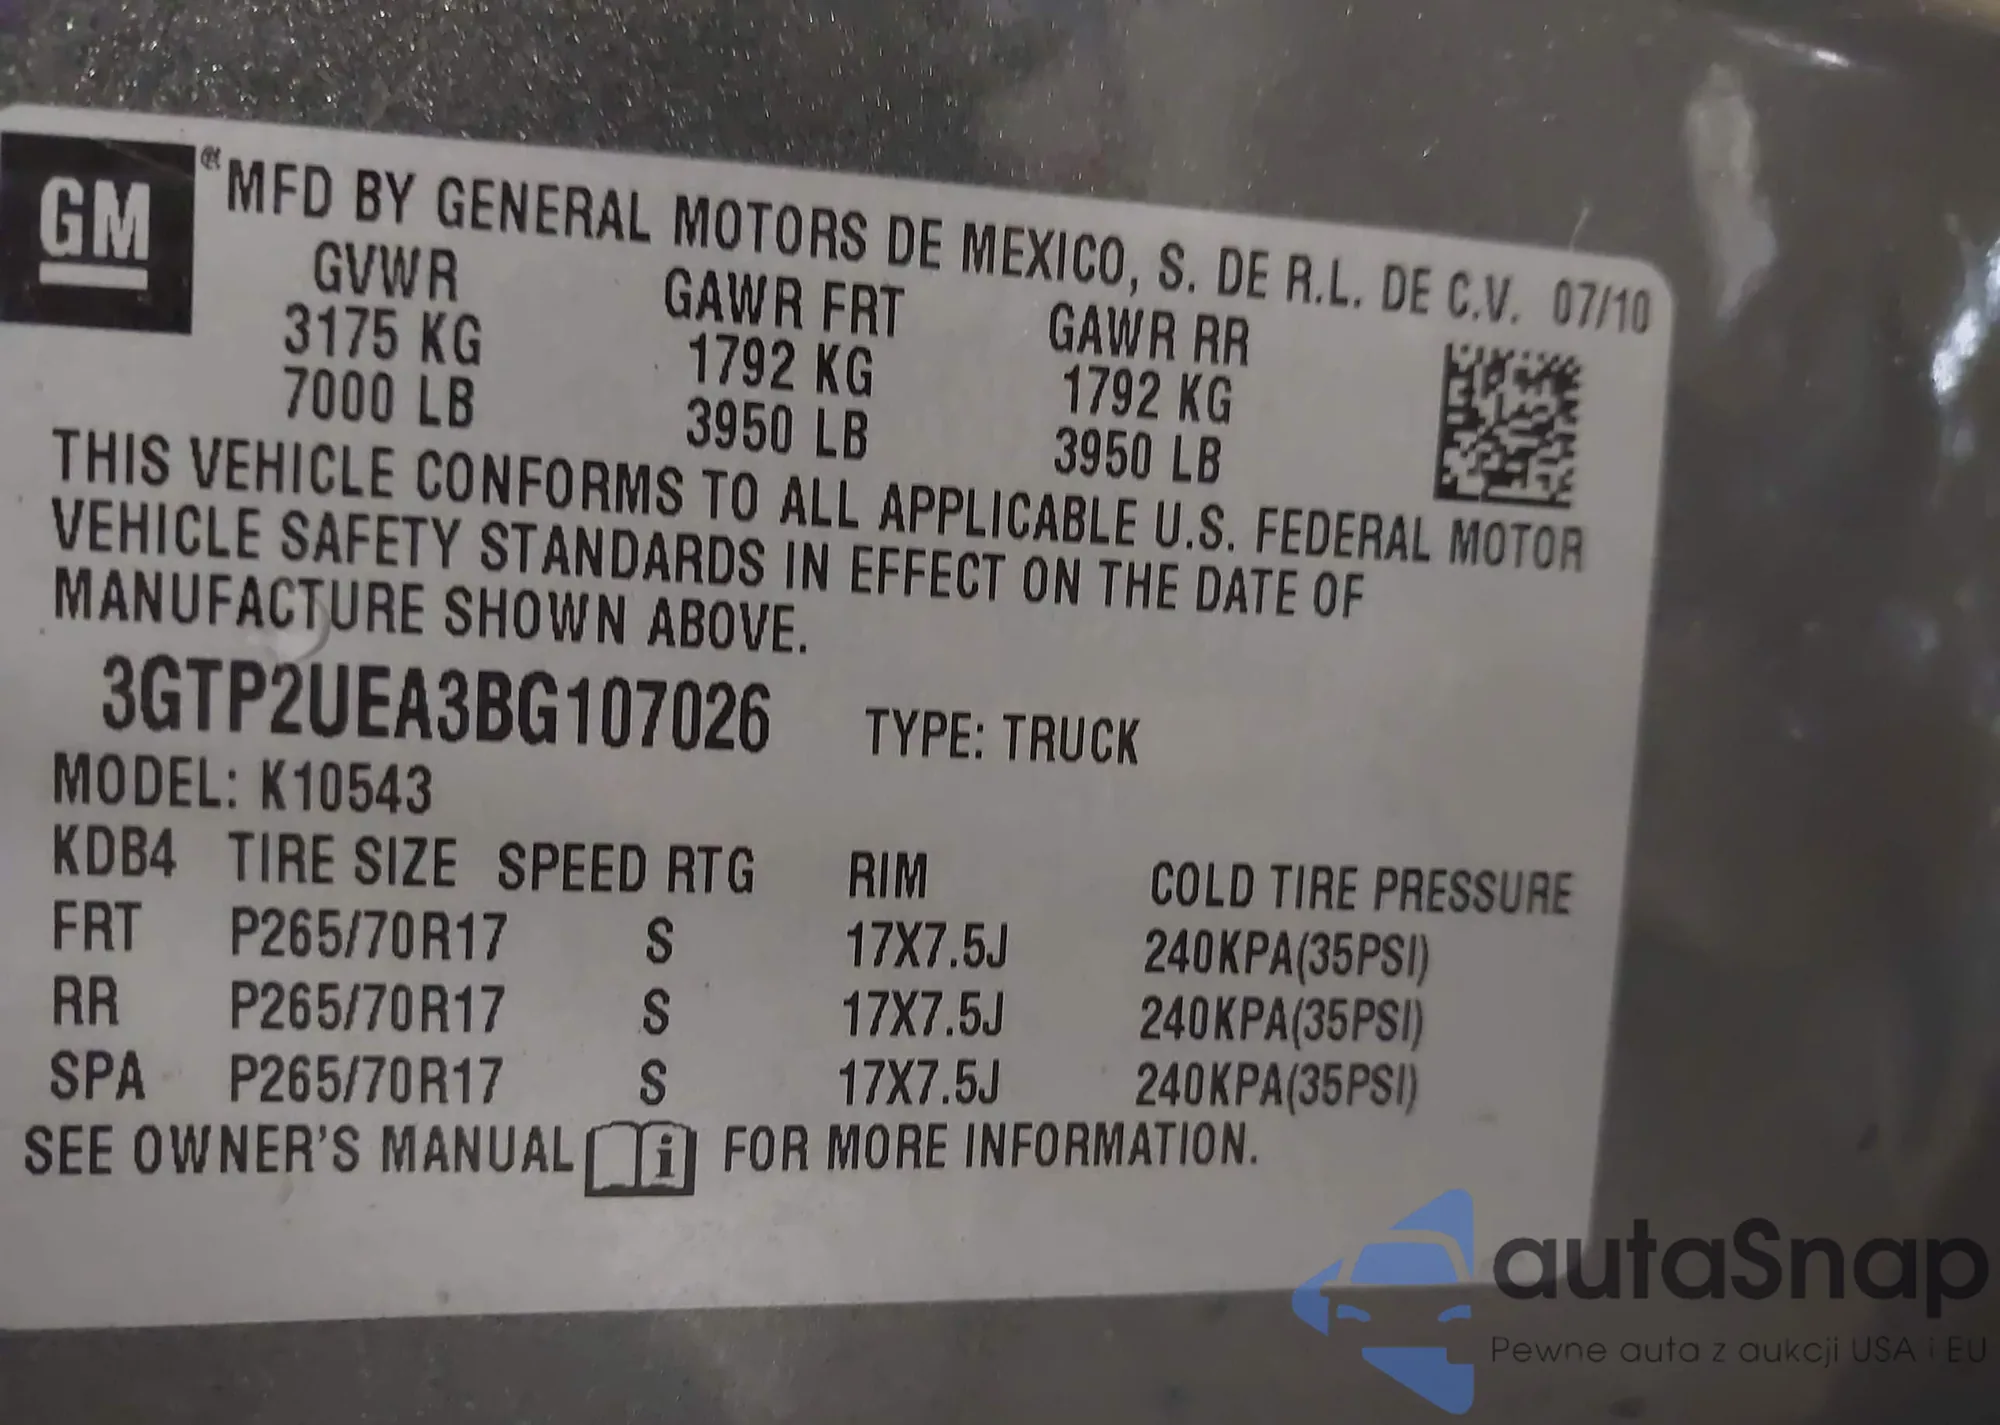 GM
® MFD BY GENERAL MOTORS DE MEXICO, S. DE R.L. DE C.V. 07/10
GVWR GAWR FRT GAWR RR
3175 KG 1792 KG 1792 KG
7000 LB 3950 LB 3950 LB
THIS VEHICLE CONFORMS TO ALL APPLICABLE U.S. FEDERAL MOTOR
VEHICLE SAFETY STANDARDS IN EFFECT ON THE DATE OF
MANUFACTURE SHOWN ABOVE.
3GTP2UEA3BG107026 TYPE: TRUCK
MODEL: K10543
KDB4 TIRE SIZE SPEED RTG RIM COLD TIRE PRESSURE
FRT P265/70R17 S 17X7.5J 240KPA(35PSI)
RR P265/70R17 S 17X7.5J 240KPA(35PSI)
SPA P265/70R17 S 17X7.5J 240KPA(35PSI)
SEE OWNER'S MANUAL i FOR MORE INFORMATION.
autaSnap
Pewne auta z aukcji USA i EU